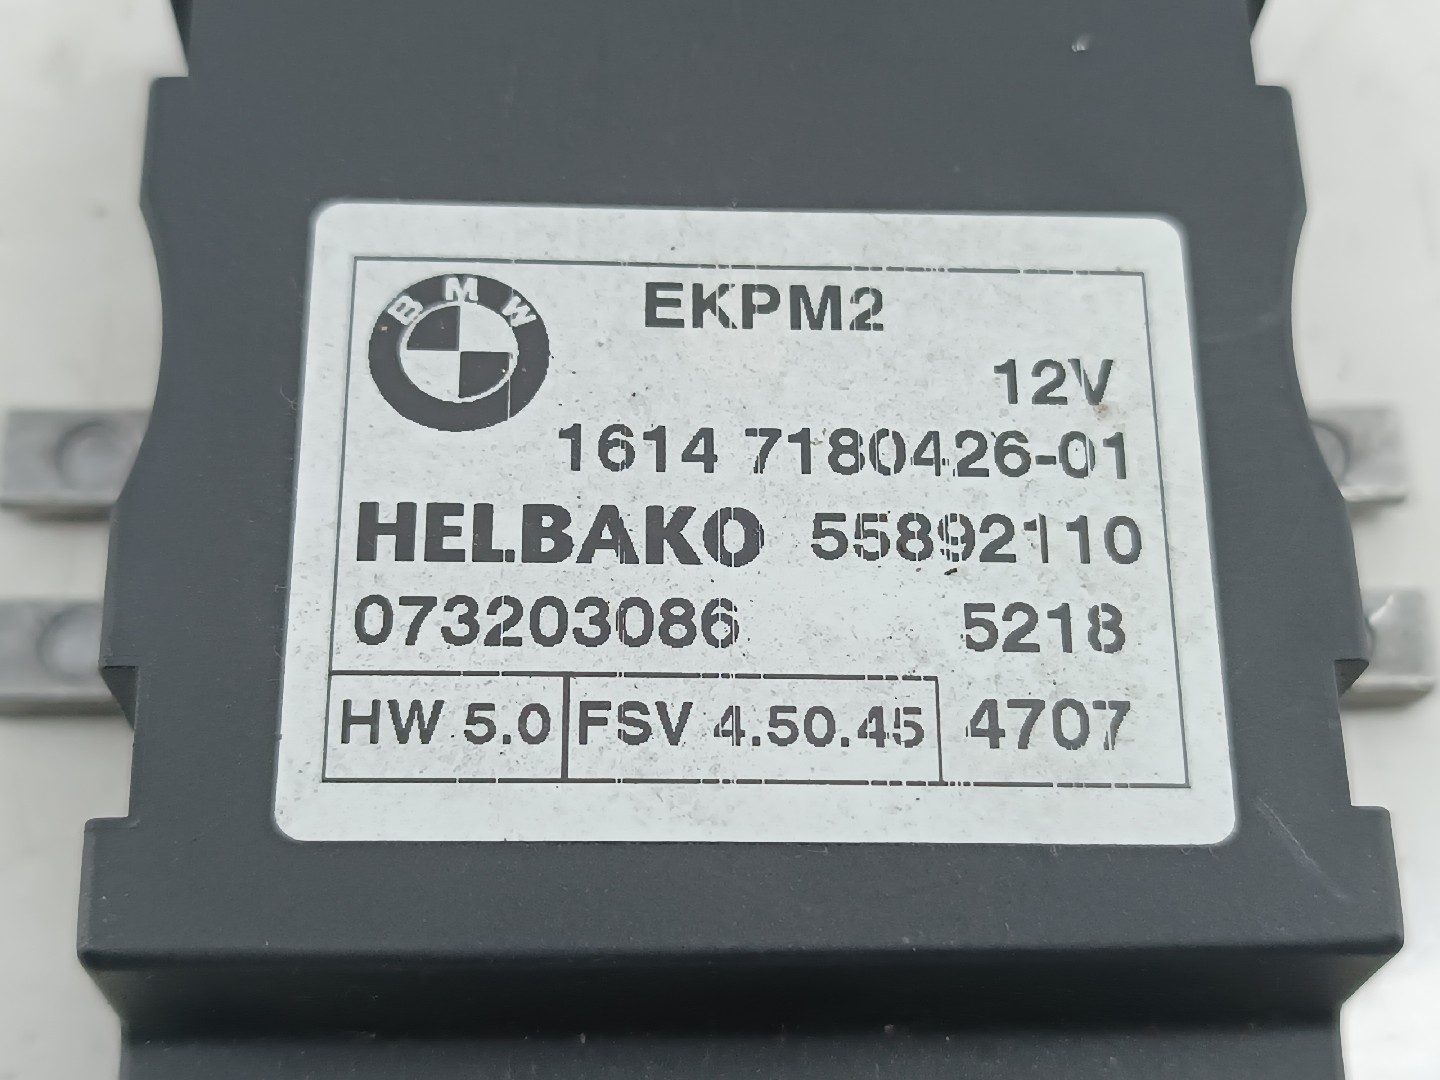 BMW
EKPM2
12V
1614 7180426-01
HELBAKO 55892110
073203086 5218
HW 5.0 FSV 4.50.45 4707